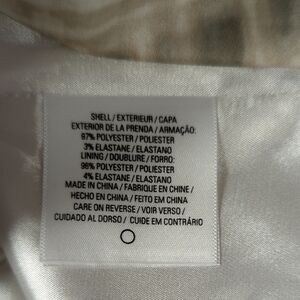 SHELL / EXTERIEUR / CAPA
EXTERIOR DE LA PRENDA / ARMAÇÃO:
97% POLYESTER / POLIESTER
3% ELASTANE / ELASTANO
LINING / DOUBLURE / FORRO:
96% POLYESTER / POLIESTER
4% ELASTANE / ELASTANO
MADE IN CHINA / FABRIQUE EN CHINE /
HECHO EN CHINA / FEITO EM CHINA
CARE ON REVERSE / VOIR VERSO /
CUIDADO AL DORSO / CUIDE EM CONTRÁRIO